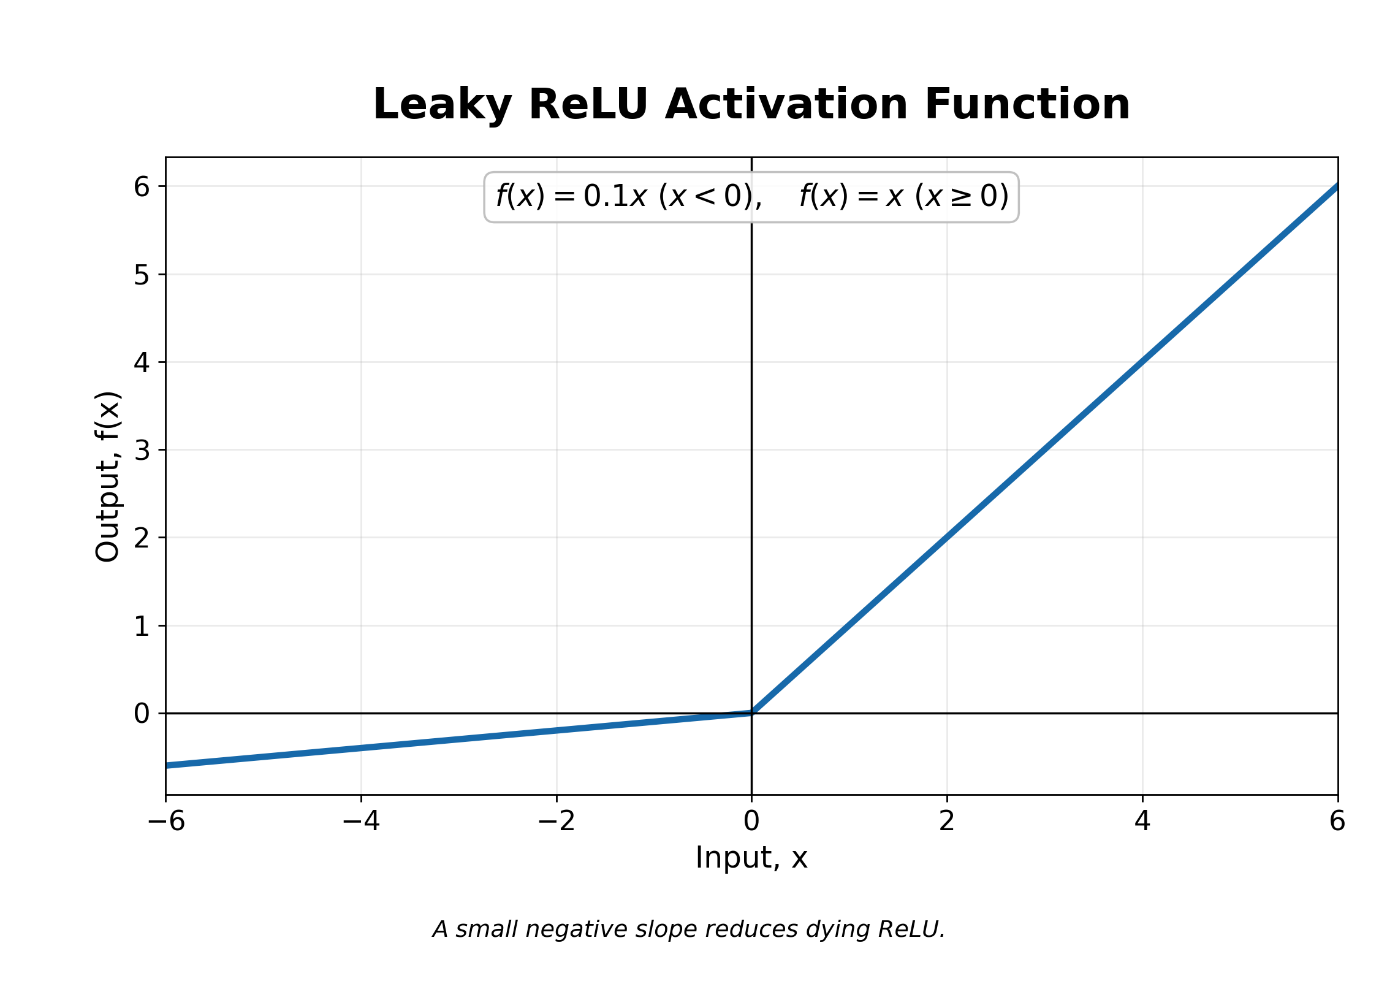 Leaky ReLU Activation Function
f(x) = 0.1x (x < 0),    f(x) = x (x ≥ 0)
6
5
4
3
2
1
0
Output, f(x)
−6 −4 −2 0 2 4 6
Input, x
A small negative slope reduces dying ReLU.